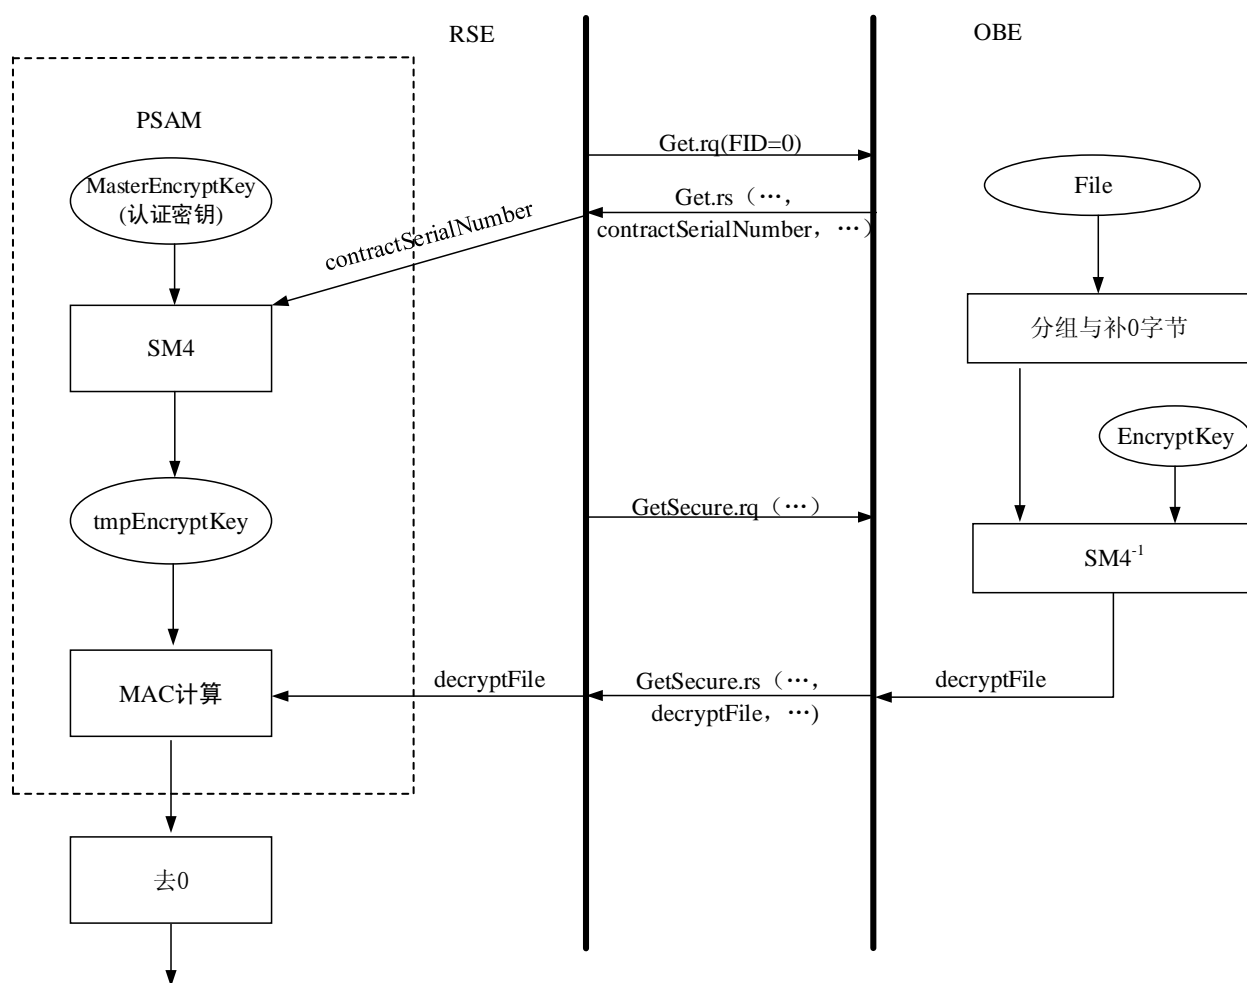 RSE
OBE
PSAM
MasterEncryptKey
(认证密钥)
Get.rq(FID=0)
Get.rs（…，
contractSerialNumber，…）
contractSerialNumber
File
SM4
分组与补0字节
EncryptKey
tmpEncryptKey
GetSecure.rq（…）
SM4⁻¹
MAC计算
decryptFile
GetSecure.rs（…，
decryptFile，…)
decryptFile
去0